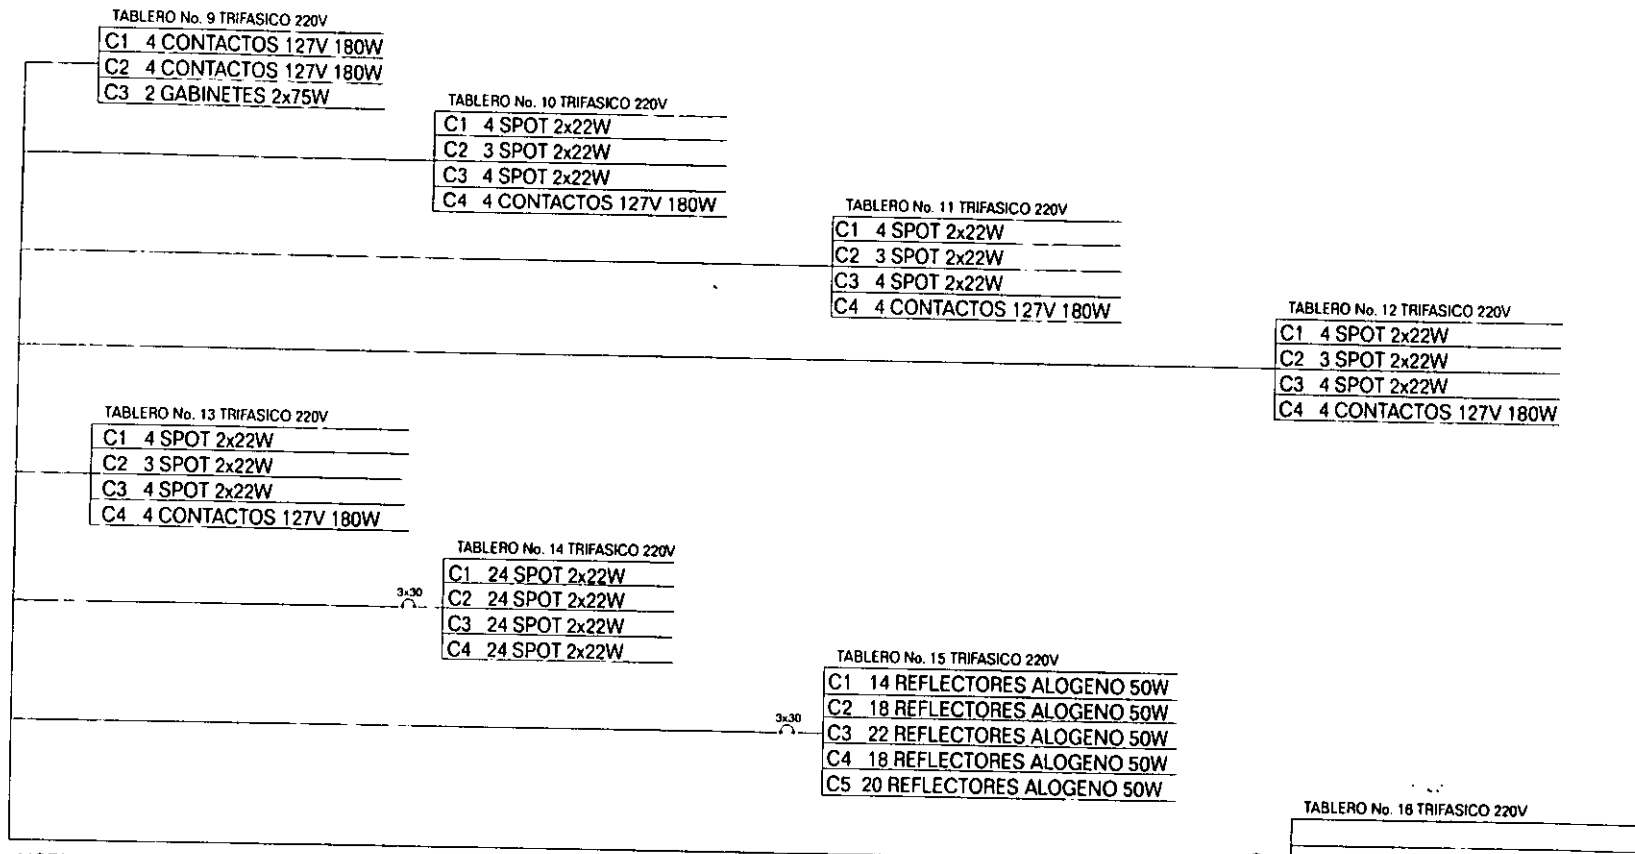 TABLERO No. 9 TRIFASICO 220V
C1 4 CONTACTOS 127V 180W
C2 4 CONTACTOS 127V 180W
C3 2 GABINETES 2x75W
TABLERO No. 10 TRIFASICO 220V
C1 4 SPOT 2x22W
C2 3 SPOT 2x22W
C3 4 SPOT 2x22W
C4 4 CONTACTOS 127V 180W
TABLERO No. 11 TRIFASICO 220V
C1 4 SPOT 2x22W
C2 3 SPOT 2x22W
C3 4 SPOT 2x22W
C4 4 CONTACTOS 127V 180W
TABLERO No. 12 TRIFASICO 220V
C1 4 SPOT 2x22W
C2 3 SPOT 2x22W
C3 4 SPOT 2x22W
C4 4 CONTACTOS 127V 180W
TABLERO No. 13 TRIFASICO 220V
C1 4 SPOT 2x22W
C2 3 SPOT 2x22W
C3 4 SPOT 2x22W
C4 4 CONTACTOS 127V 180W
3x30
TABLERO No. 14 TRIFASICO 220V
C1 24 SPOT 2x22W
C2 24 SPOT 2x22W
C3 24 SPOT 2x22W
C4 24 SPOT 2x22W
3x30
TABLERO No. 15 TRIFASICO 220V
C1 14 REFLECTORES ALOGENO 50W
C2 18 REFLECTORES ALOGENO 50W
C3 22 REFLECTORES ALOGENO 50W
C4 18 REFLECTORES ALOGENO 50W
C5 20 REFLECTORES ALOGENO 50W
TABLERO No. 16 TRIFASICO 220V